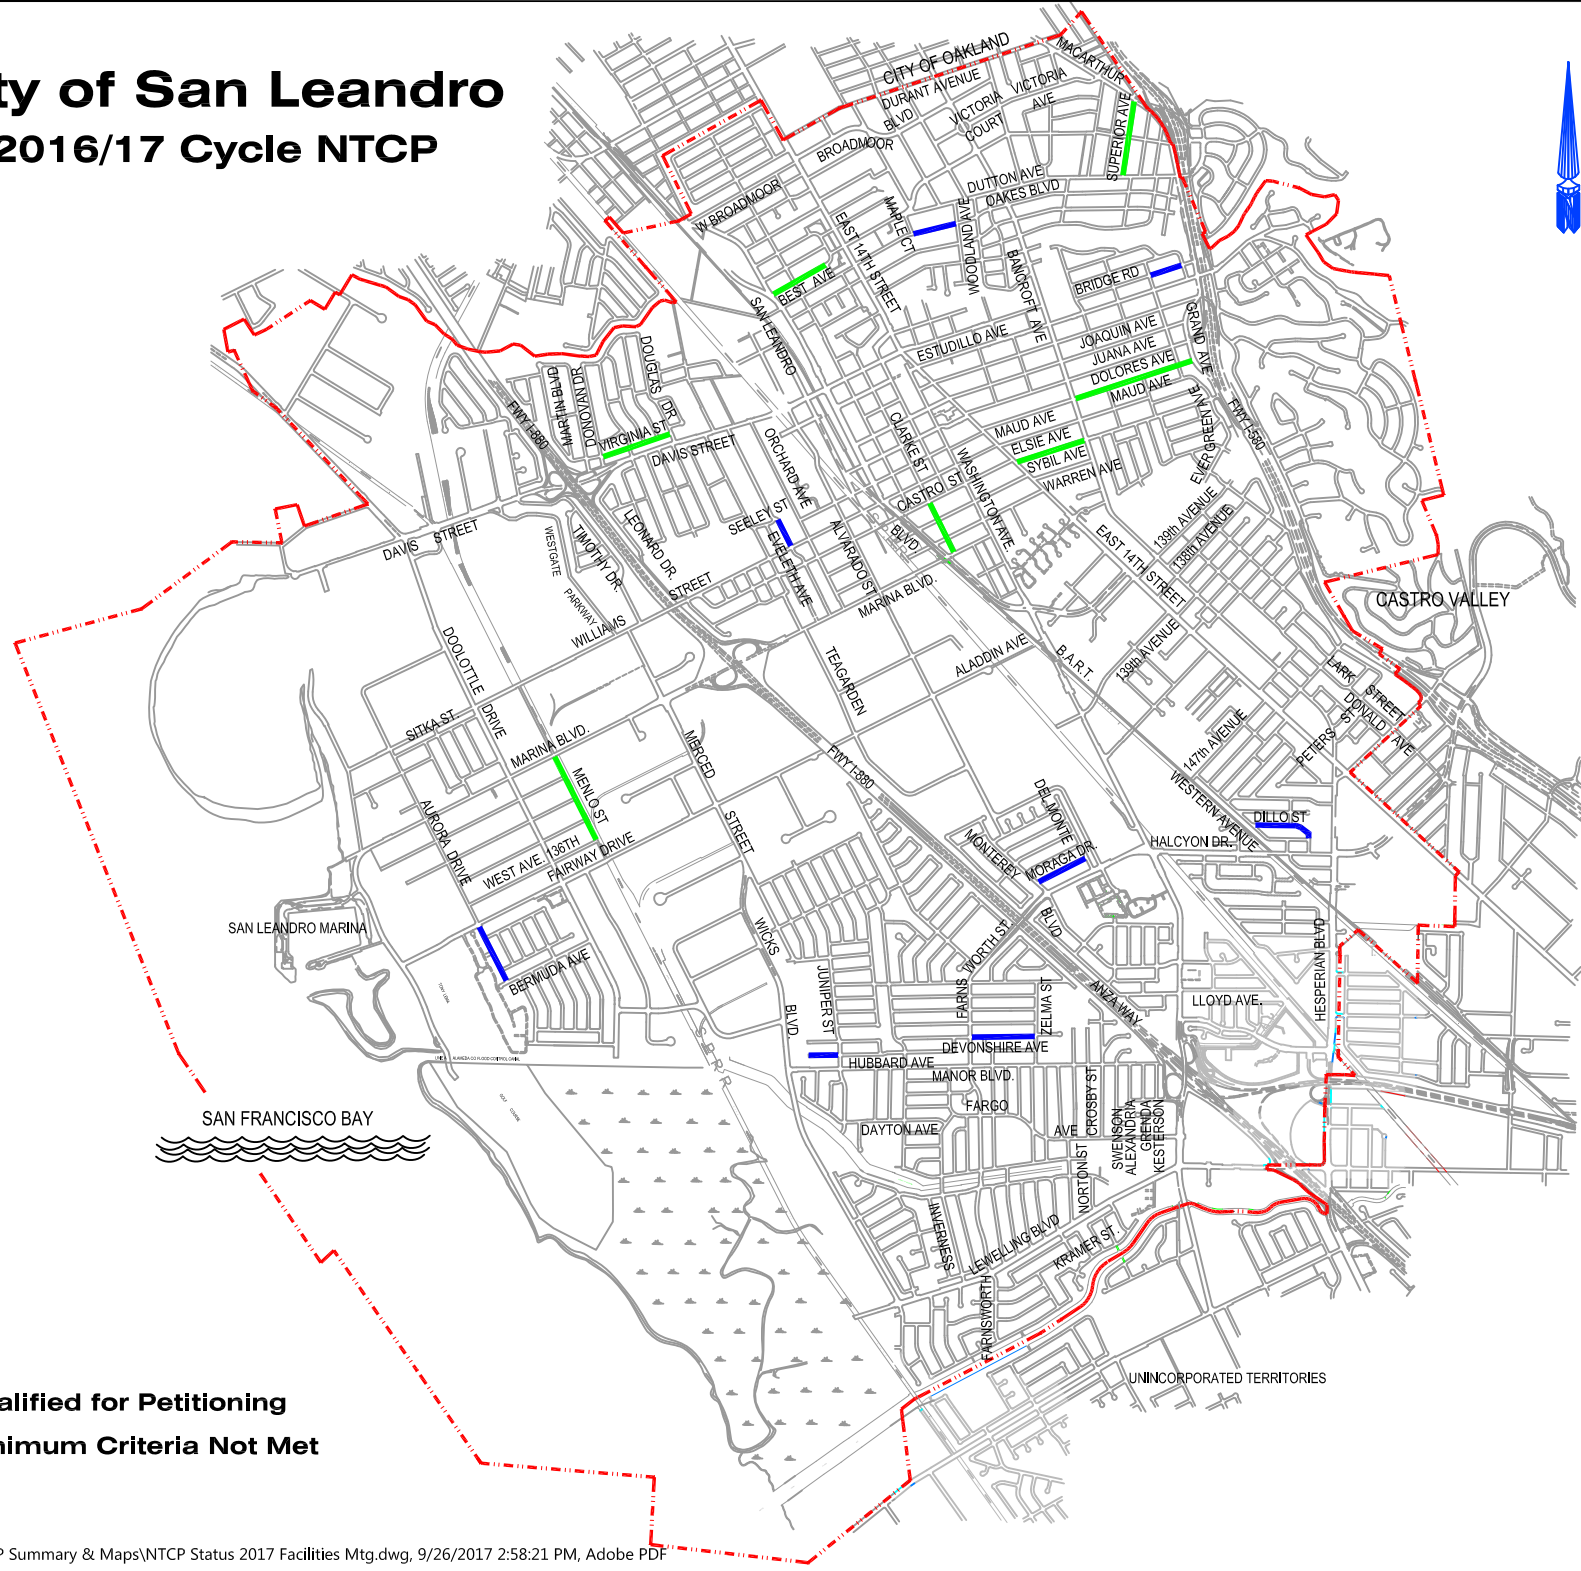 ty of San Leandro
2016/17 Cycle NTCP
CITY OF OAKLAND
MACARTHUR
DURANT AVENUE
VICTORIA
AVE
VICTORIA
COURT
BLVD
BROADMOOR
SUPERIOR AVE
DUTTON AVE
OAKES BLVD
W BROADMOOR
MAPLE CT
EAST 14TH STREET
WOODLAND AVE
BANCROFT AVE
BRIDGE RD
BEST AVE
SAN LEANDRO
ESTUDILLO AVE
JOAQUIN AVE
JUANA AVE
DOLORES AVE
MAUD AVE
GRAND AVE
DOUGLAS DR.
MARTIN BLVD
DONOVAN DR
FWY I-880
VIRGINIA ST
DAVIS STREET
ORCHARD AVE
CLARKE ST
MAUD AVE
ELSIE AVE
SYBIL AVE
WARREN AVE
EVERGREEN AVE
FWY I-580
CASTRO ST
WASHINGTON AVE.
DAVIS STREET
WESTGATE
PARKWAY
TIMOTHY DR.
LEONARD DR.
SEELEY ST
EVELETH AVE
ALVARADO ST
BLVD
139th AVENUE
138th AVENUE
EAST 14TH STREET
WILLIAMS
STREET
MARINA BLVD.
CASTRO VALLEY
DOOLOTTLE DRIVE
TEAGARDEN
ALADDIN AVE
B.A.R.T.
139th AVENUE
LARK STREET
DONALD AVE
PETERS ST
SITKA ST.
MARINA BLVD.
MERCED
STREET
FWY I-880
147th AVENUE
WESTERN AVENUE
MENLO ST
AURORA DRIVE
WEST AVE. 136TH
FAIRWAY DRIVE
DEL MONTE
MONTEREY
BLVD
MORAGA DR.
HALCYON DR.
DILLO ST
SAN LEANDRO MARINA
BERMUDA AVE
WICKS
BLVD.
JUNIPER ST
FARNS
WORTH ST.
ZELMA ST
ANZA WAY
LLOYD AVE.
HESPERIAN BLVD
S.P.R.R.
DEVONSHIRE AVE
HUBBARD AVE
MANOR BLVD.
FARGO
AVE
DAYTON AVE
CROSBY ST
NORTON ST
SWENSON
ALEXANDRIA
GRENDA
KESTERSON
SAN FRANCISCO BAY
INVERNESS
LEWELLING BLVD
KRAMER ST.
FARNSWORTH
UNINCORPORATED TERRITORIES
alified for Petitioning
nimum Criteria Not Met
P Summary & Maps\NTCP Status 2017 Facilities Mtg.dwg, 9/26/2017 2:58:21 PM, Adobe PDF